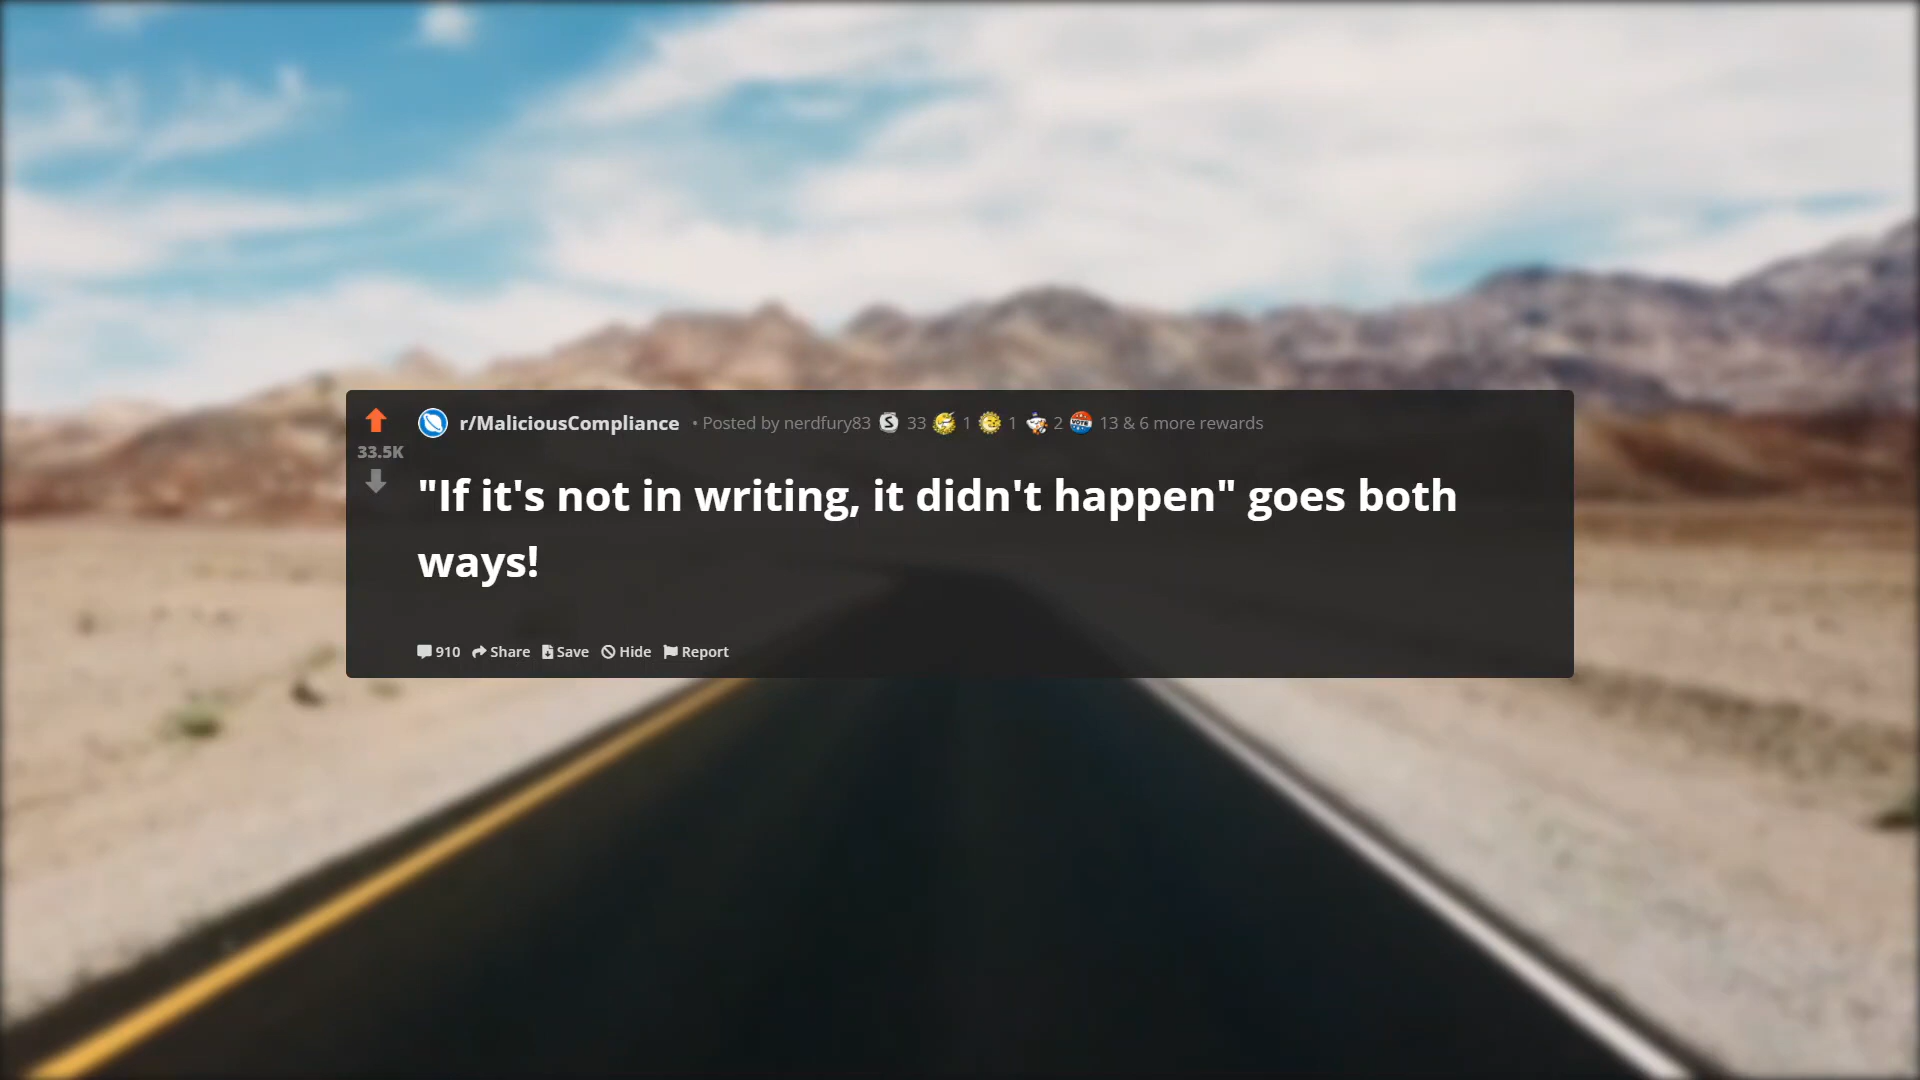 r/MaliciousCompliance • Posted by nerdfury83 33 1 1 2 13 & 6 more rewards
33.5K
"If it's not in writing, it didn't happen" goes both
ways!
910 Share Save Hide Report